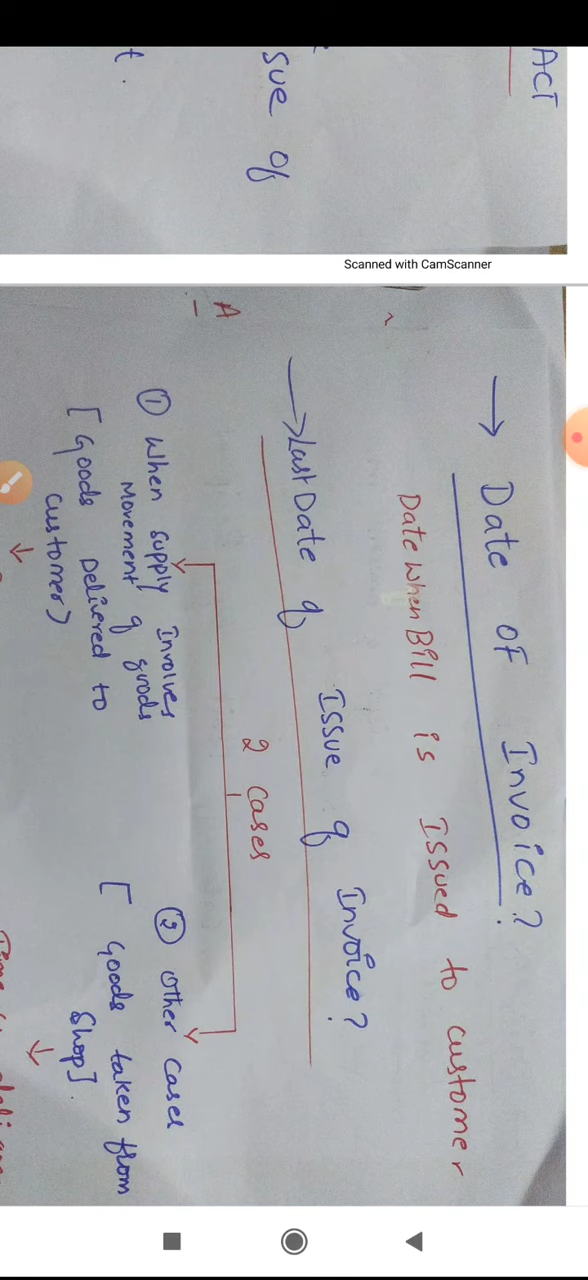 ACT
sue of
t.
Scanned with CamScanner
→ Date OF Invoice?
Date when Bill is Issued to customer
→ Last Date of Issue of Invoice?
2 Cases
A
① When supply Involves
Movement of goods
[Goods Delivered to
customer)
② Other Cases
[Goods taken from
Shop].